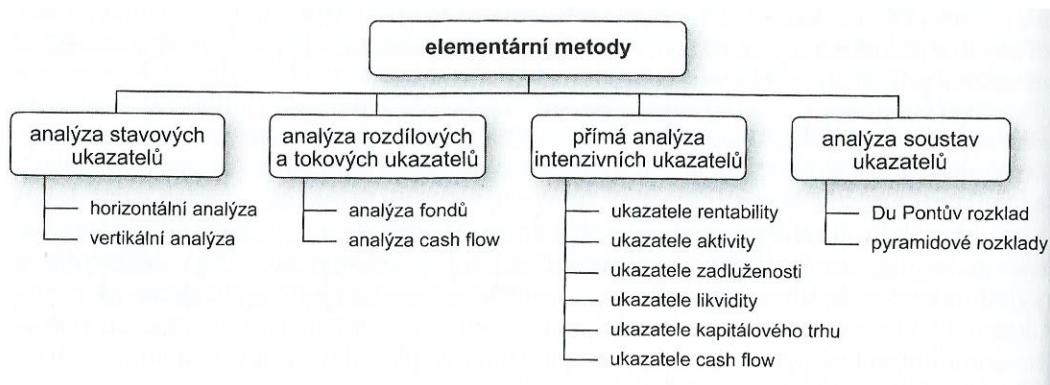 elementární metody
analýza stavových
ukazatelů
horizontální analýza
vertikální analýza
analýza rozdílových
a tokových ukazatelů
analýza fondů
analýza cash flow
přímá analýza
intenzivních ukazatelů
ukazatele rentability
ukazatele aktivity
ukazatele zadluženosti
ukazatele likvidity
ukazatele kapitálového trhu
ukazatele cash flow
analýza soustav
ukazatelů
Du Pontův rozklad
pyramidové rozklady